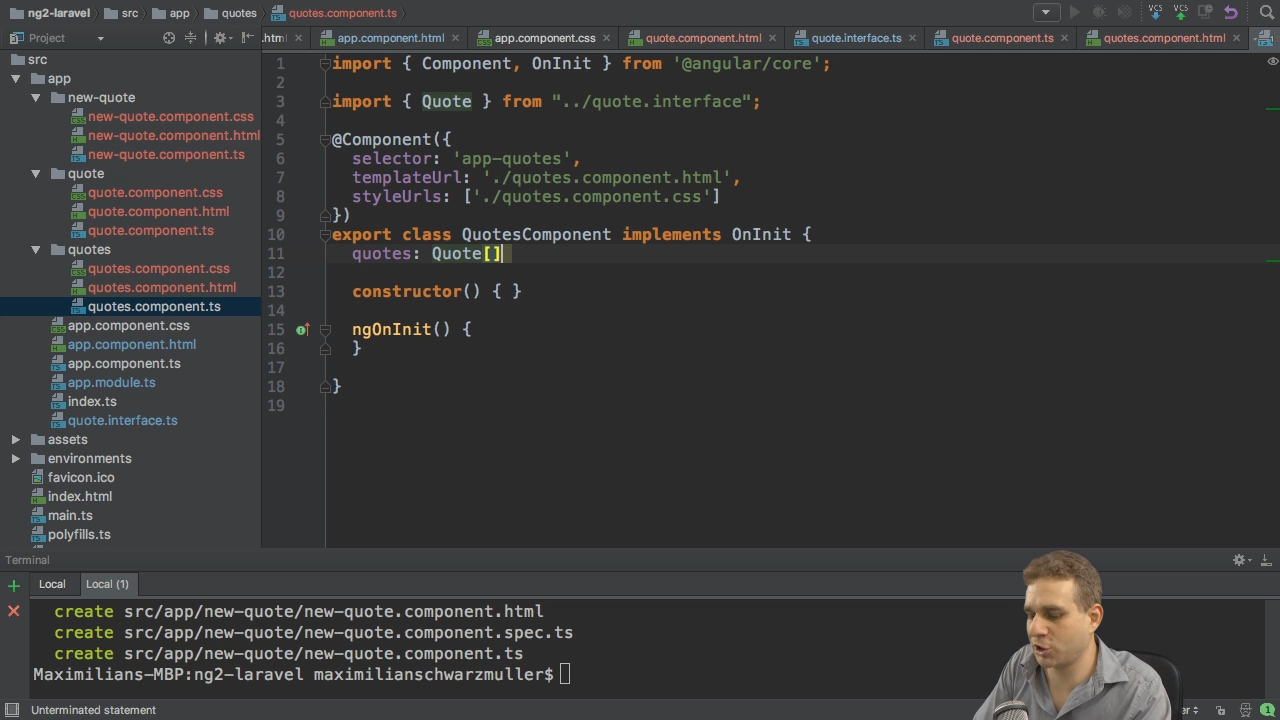 ng2-laravel src app quotes quotes.component.ts
Project
.htm app.component.html app.component.css quote.component.html quote.interface.ts quote.component.ts quotes.component.html
VCS VCS
src
app
new-quote
new-quote.component.css
new-quote.component.html
new-quote.component.ts
quote
quote.component.css
quote.component.html
quote.component.ts
quotes
quotes.component.css
quotes.component.html
quotes.component.ts
app.component.css
app.component.html
app.component.ts
app.module.ts
index.ts
quote.interface.ts
assets
environments
favicon.ico
index.html
main.ts
polyfills.ts
1 import { Component, OnInit } from '@angular/core';
2
3 import { Quote } from "../quote.interface";
4
5 @Component({
6 selector: 'app-quotes',
7 templateUrl: './quotes.component.html',
8 styleUrls: ['./quotes.component.css']
9 })
10 export class QuotesComponent implements OnInit {
11 quotes: Quote[]
12
13 constructor() { }
14
15 ngOnInit() {
16 }
17
18 }
19
Terminal
Local Local (1)
create src/app/new-quote/new-quote.component.html
create src/app/new-quote/new-quote.component.spec.ts
create src/app/new-quote/new-quote.component.ts
Maximilians-MBP:ng2-laravel maximilianschwarzmuller$
Unterminated statement
1